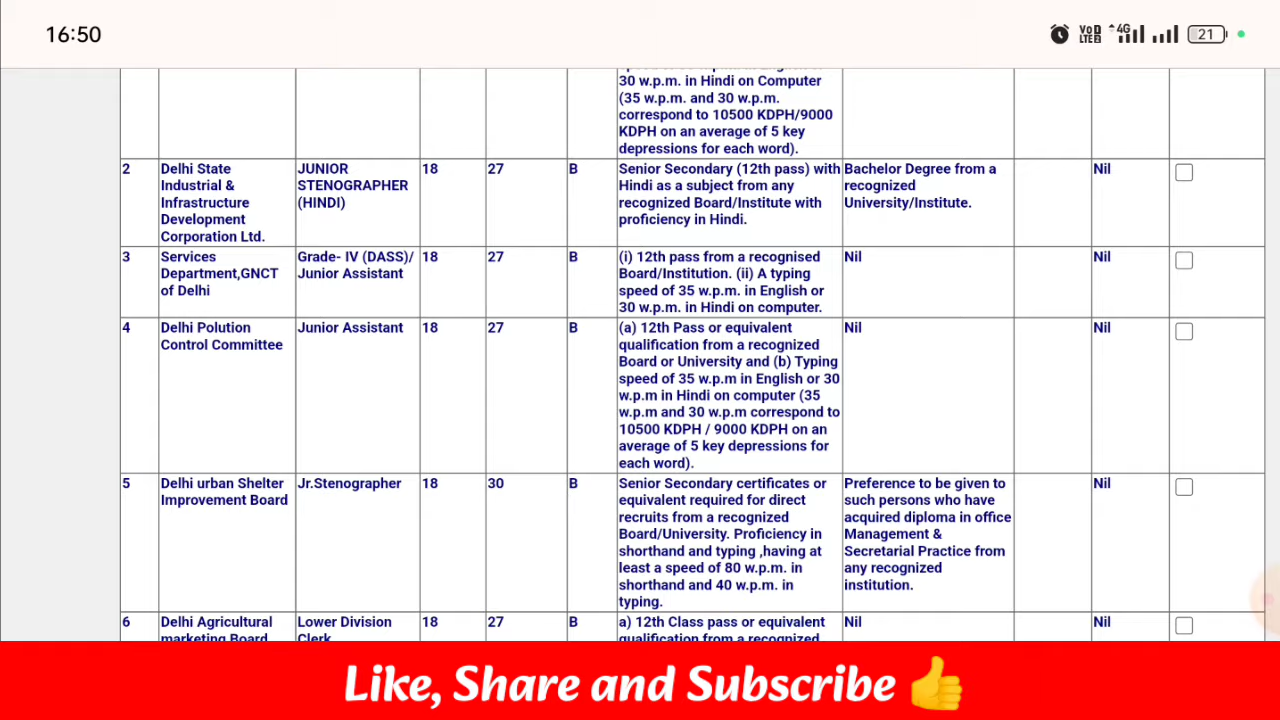 16:50
VoD LTE2 4G 21
30 w.p.m. in Hindi on Computer
(35 w.p.m. and 30 w.p.m.
correspond to 10500 KDPH/9000
KDPH on an average of 5 key
depressions for each word).
2
Delhi State
Industrial &
Infrastructure
Development
Corporation Ltd.
JUNIOR
STENOGRAPHER
(HINDI)
18
27
B
Senior Secondary (12th pass) with
Hindi as a subject from any
recognized Board/Institute with
proficiency in Hindi.
Bachelor Degree from a
recognized
University/Institute.
Nil
3
Services
Department,GNCT
of Delhi
Grade- IV (DASS)/
Junior Assistant
18
27
B
(i) 12th pass from a recognised
Board/Institution. (ii) A typing
speed of 35 w.p.m. in English or
30 w.p.m. in Hindi on computer.
Nil
Nil
4
Delhi Polution
Control Committee
Junior Assistant
18
27
B
(a) 12th Pass or equivalent
qualification from a recognized
Board or University and (b) Typing
speed of 35 w.p.m in English or 30
w.p.m in Hindi on computer (35
w.p.m and 30 w.p.m correspond to
10500 KDPH / 9000 KDPH on an
average of 5 key depressions for
each word).
Nil
Nil
5
Delhi urban Shelter
Improvement Board
Jr.Stenographer
18
30
B
Senior Secondary certificates or
equivalent required for direct
recruits from a recognized
Board/University. Proficiency in
shorthand and typing ,having at
least a speed of 80 w.p.m. in
shorthand and 40 w.p.m. in
typing.
Preference to be given to
such persons who have
acquired diploma in office
Management &
Secretarial Practice from
any recognized
institution.
Nil
6
Delhi Agricultural
marketing Board
Lower Division
Clerk
18
27
B
a) 12th Class pass or equivalent
qualification from a recognized
Nil
Nil
Like, Share and Subscribe 👍